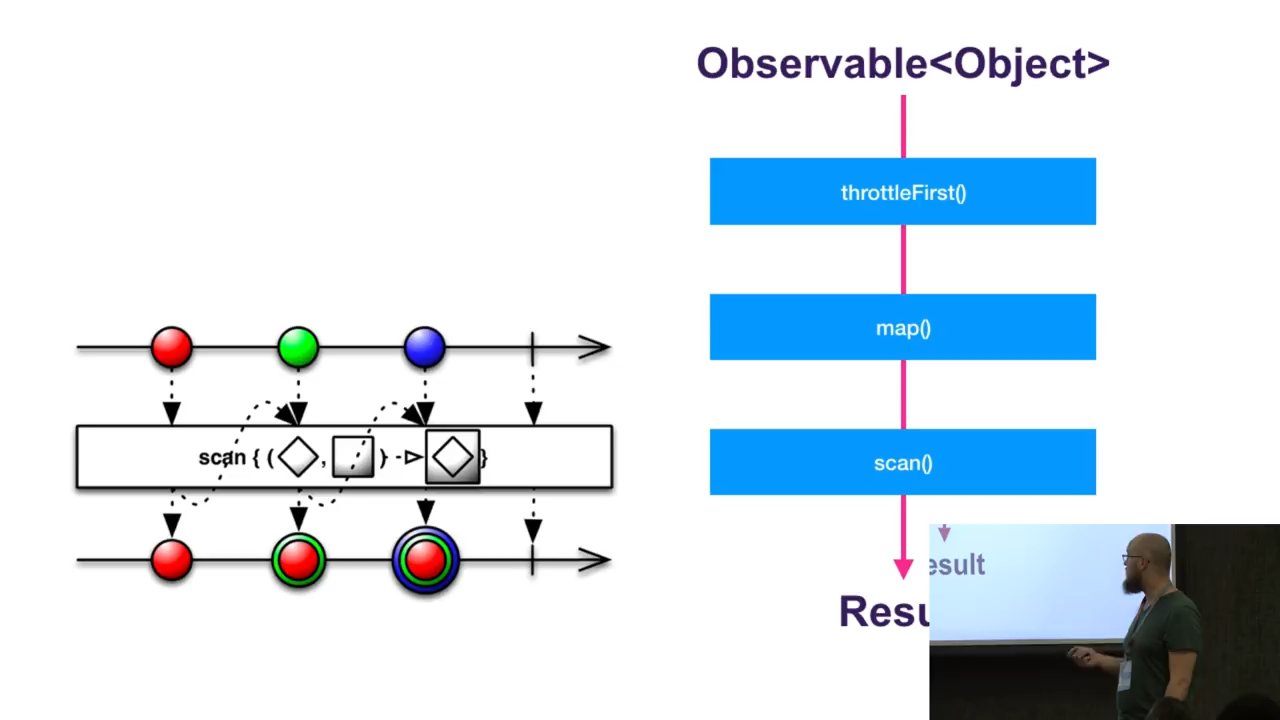 Observable<Object>
throttleFirst()
map()
scan()
scan { ( , ) }
Resu
esult